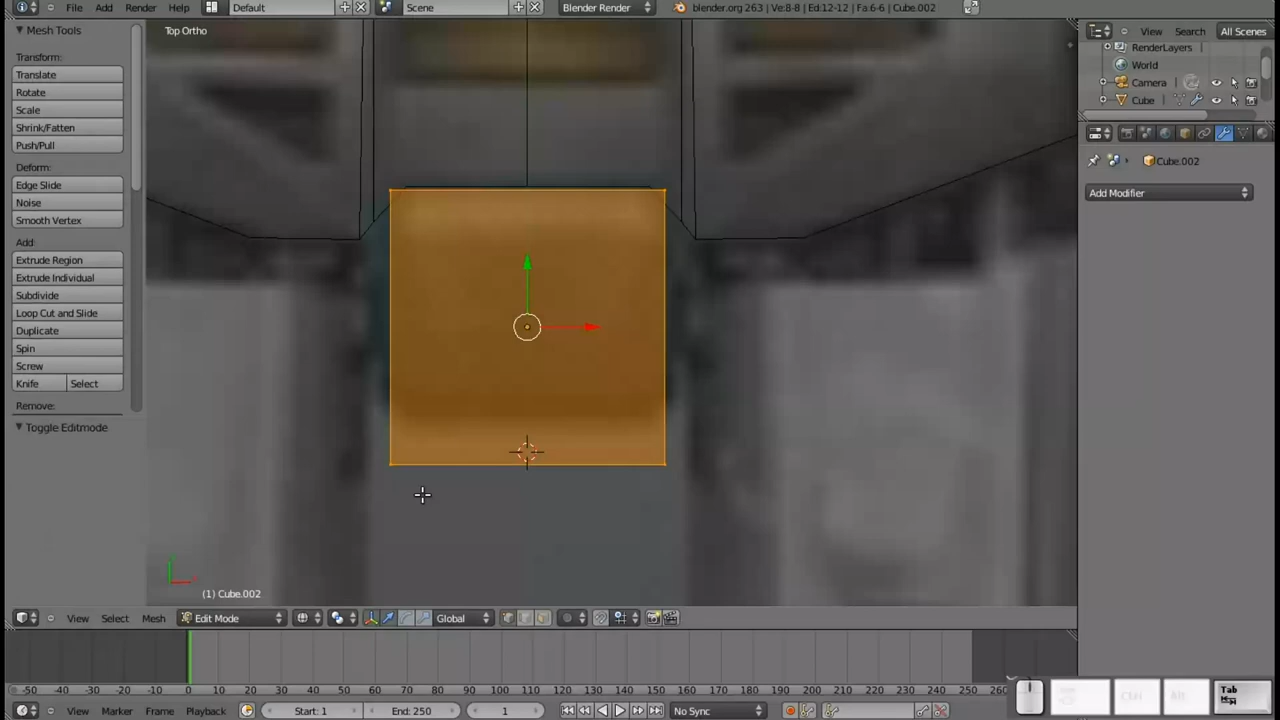 File Add Render Help Default Scene Blender Render blender.org 263 | Ve:8-8 | Ed:12-12 | Fa:6-6 | Cube.002
Mesh Tools
Top Ortho
View Search All Scenes
RenderLayers
World
Camera
Cube
Transform:
Translate
Rotate
Scale
Shrink/Fatten
Push/Pull
Cube.002
Add Modifier
Deform:
Edge Slide
Noise
Smooth Vertex
Add:
Extrude Region
Extrude Individual
Subdivide
Loop Cut and Slide
Duplicate
Spin
Screw
Knife Select
Remove:
Toggle Editmode
(1) Cube.002
View Select Mesh Edit Mode Global
-50 -40 -30 -20 -10 0 10 20 30 40 50 60 70 80 90 100 110 120 130 140 150 160 170 180 190 200 210 220 230 240 250 260
View Marker Frame Playback Start: 1 End: 250 1 No Sync
Ctrl Alt Tab